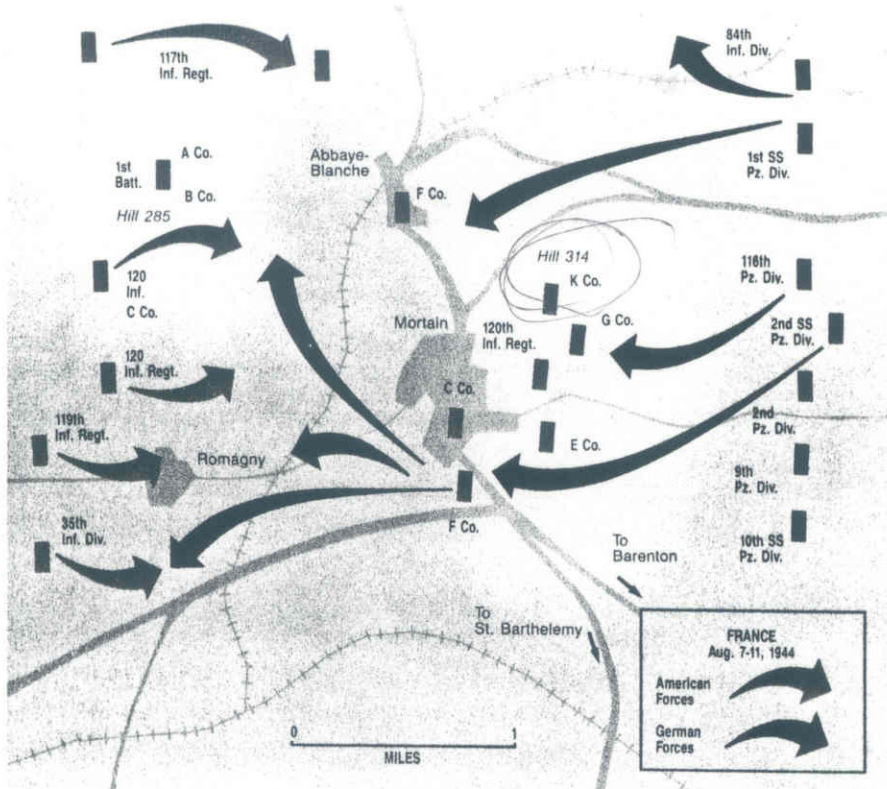 117th
Inf. Regt.
84th
Inf. Div.
A Co.
1st
Batt.
B Co.
Hill 285
Abbaye-
Blanche
F Co.
1st SS
Pz. Div.
120
Inf.
C Co.
Hill 314
K Co.
116th
Pz. Div.
Mortain
120th
Inf. Regt.
G Co.
2nd SS
Pz. Div.
120
Inf. Regt.
C Co.
2nd
Pz. Div.
119th
Inf. Regt.
Romagny
E Co.
9th
Pz. Div.
35th
Inf. Div.
F Co.
10th SS
Pz. Div.
To
Barenton
To
St. Barthelemy
0 1
MILES
FRANCE
Aug. 7-11, 1944
American
Forces
German
Forces